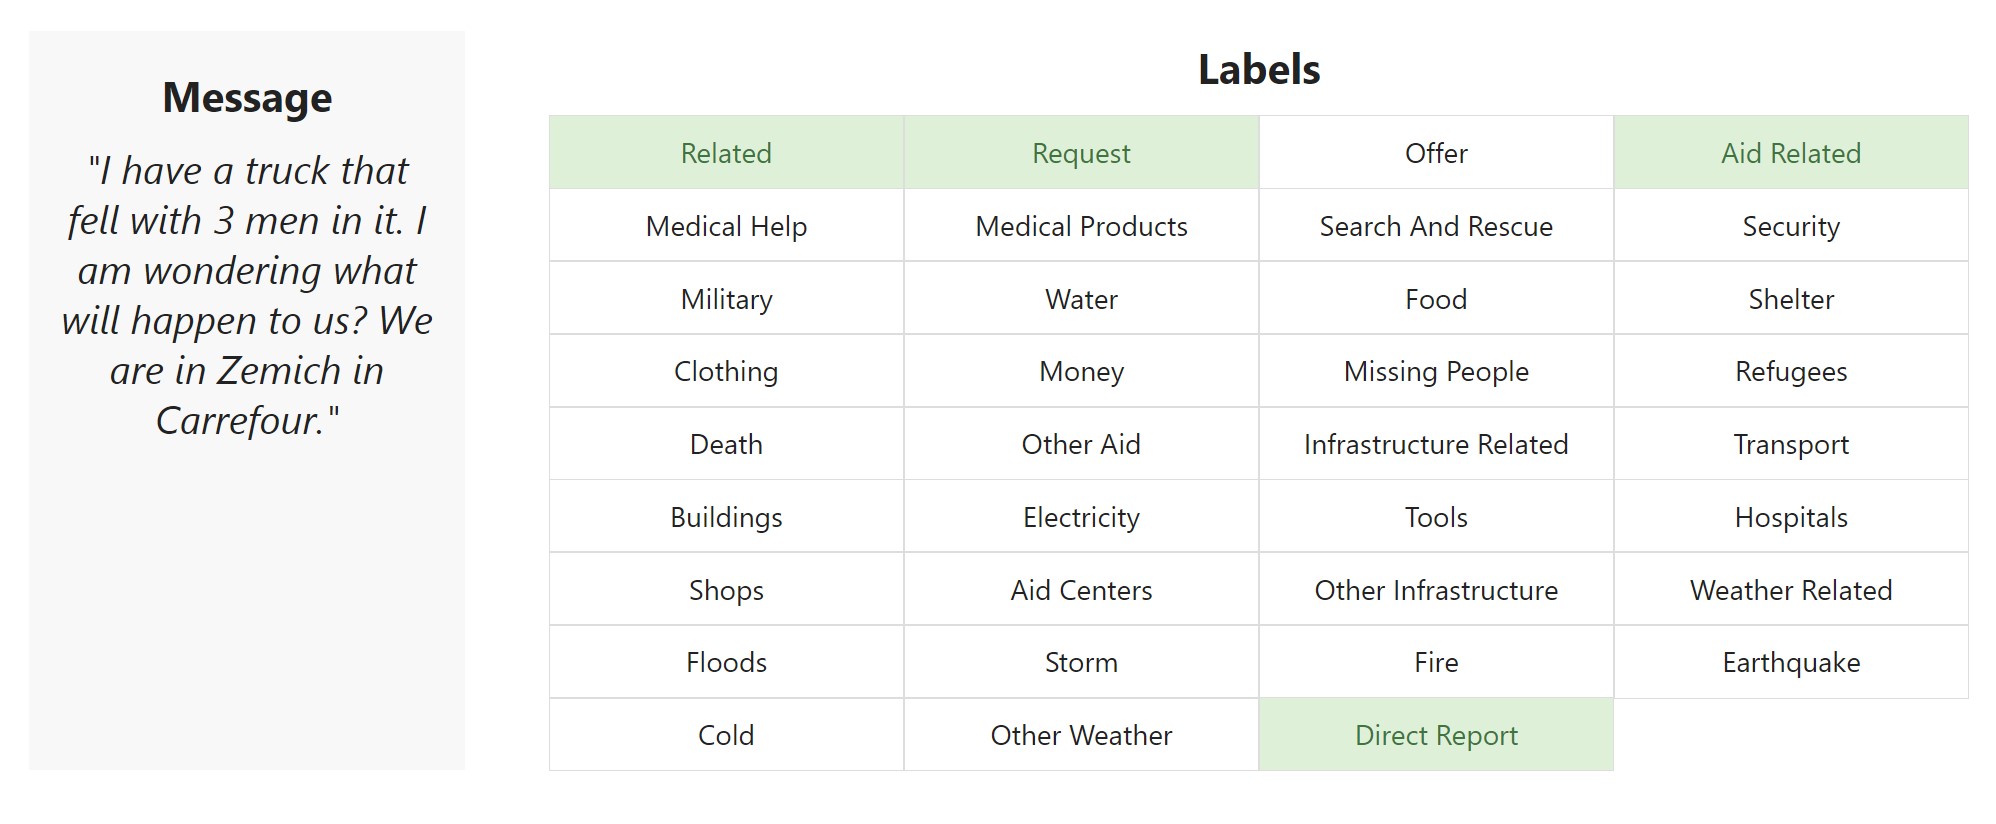 Message
"I have a truck that
fell with 3 men in it. I
am wondering what
will happen to us? We
are in Zemich in
Carrefour."
Labels
Related Request Offer Aid Related
Medical Help Medical Products Search And Rescue Security
Military Water Food Shelter
Clothing Money Missing People Refugees
Death Other Aid Infrastructure Related Transport
Buildings Electricity Tools Hospitals
Shops Aid Centers Other Infrastructure Weather Related
Floods Storm Fire Earthquake
Cold Other Weather Direct Report